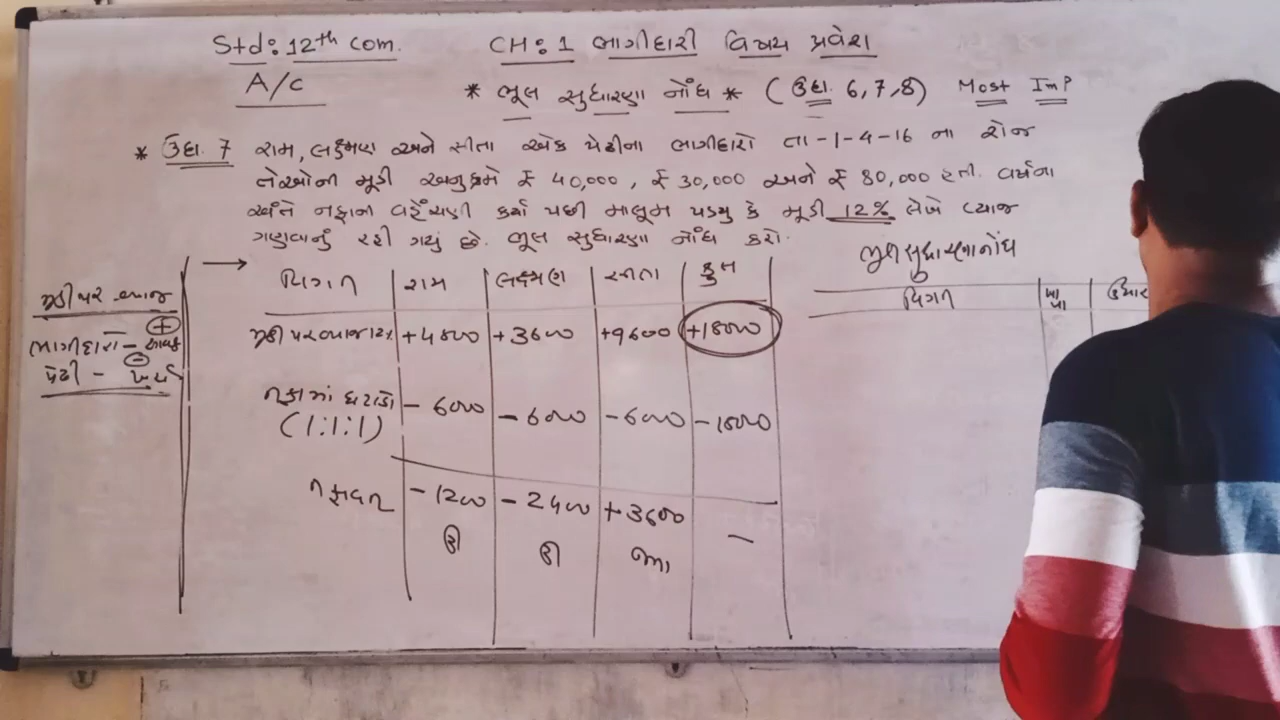 Std: 12th com. CH: 1 ભાગીદારી વિષય પ્રવેશ
A/c * ભૂલ સુધારણા નોંધ * (ઉદા. 6,7,8) Most Imp
* ઉદા. 7 રામ, લક્ષ્મણ અને સીતા એક પેઢીના ભાગીદારો તા-1-4-16 ના રોજ
તેઓની મૂડી અનુક્રમે ₹ 40,000, ₹ 30,000 અને ₹ 80,000 હતી. વર્ષના
અંતે નફાની વહેંચણી કર્યા પછી માલૂમ પડ્યુ કે મૂડી 12% લેખે વ્યાજ
ગણવાનું રહી ગયું છે. ભૂલ સુધારણા નોંધ કરો.
મૂડી પર વ્યાજ
ભાગીદારો - આવક +
પેઢી - ખર્ચ -
→ વિગત રામ લક્ષ્મણ સીતા કુલ
મૂડી પર વ્યાજ 12% +4800 +3600 +9600 +18000
નફામાં ઘટાડો -6000 -6000 -6000 -18000
(1:1:1)
તફાવત -1200 -2400 +3600 -
ઉ ઉ જમા
ભૂલ સુધારણા નોંધ
વિગત ખા પા ઉધાર